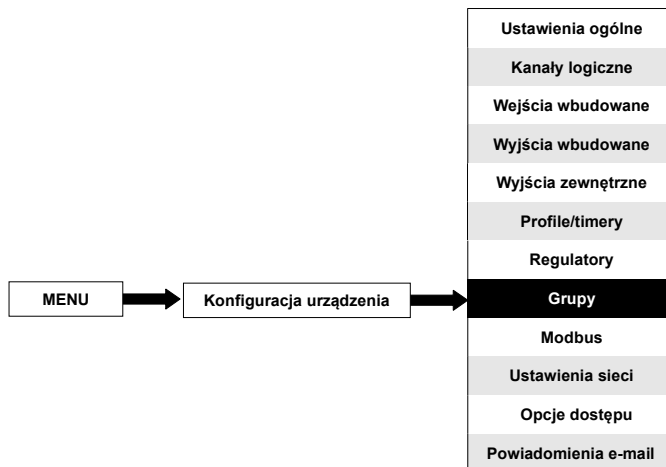 Ustawienia ogólne
Kanały logiczne
Wejścia wbudowane
Wyjścia wbudowane
Wyjścia zewnętrzne
Profile/timery
Regulatory
MENU
Konfiguracja urządzenia
Grupy
Modbus
Ustawienia sieci
Opcje dostępu
Powiadomienia e-mail